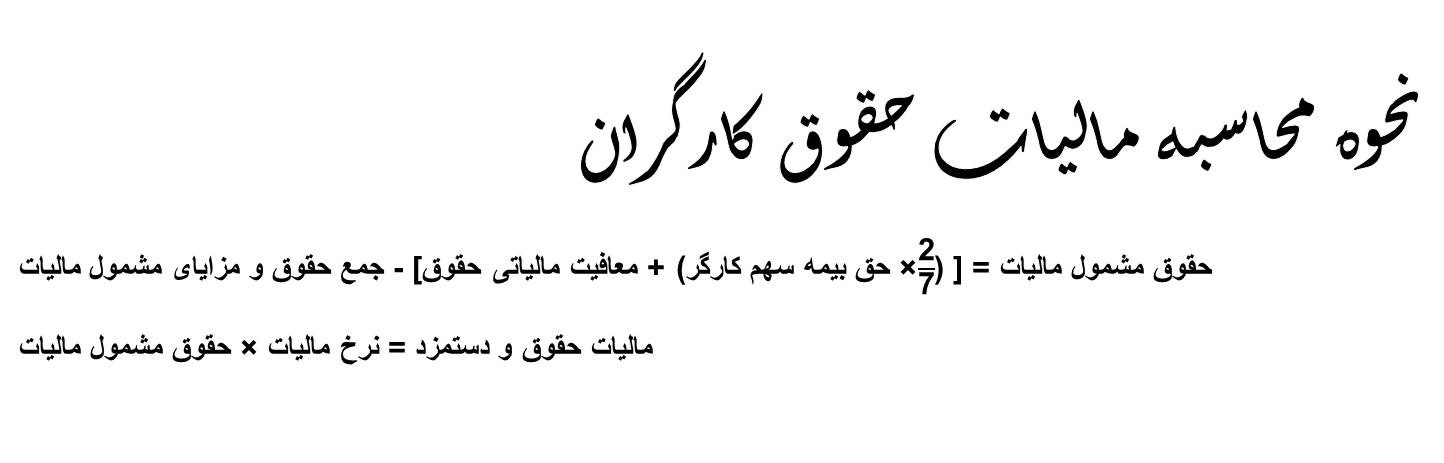 نحوه محاسبه مالیات حقوق کارگران
حقوق مشمول مالیات = [ (2/7× حق بیمه سهم کارگر) + معافیت مالیاتی حقوق] - جمع حقوق و مزایای مشمول مالیات
مالیات حقوق و دستمزد = نرخ مالیات × حقوق مشمول مالیات